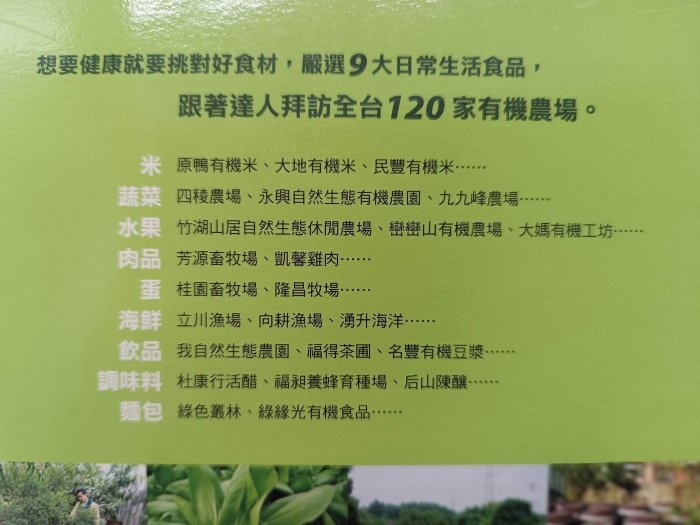 想要健康就要挑對好食材，嚴選9大日常生活食品，
跟著達人拜訪全台120家有機農場。
米 原鴨有機米、大地有機米、民豐有機米……
蔬菜 四稜農場、永興自然生態有機農園、九九峰農場……
水果 竹湖山居自然生態休閒農場、巒巒山有機農場、大媽有機工坊……
肉品 芳源畜牧場、凱馨雞肉……
蛋 桂園畜牧場、隆昌牧場……
海鮮 立川漁場、向耕漁場、湧升海洋……
飲品 我自然生態農園、福得茶圃、名豐有機豆漿……
調味料 杜康行活醋、福昶養蜂育種場、后山陳釀……
麵包 綠色叢林、綠緣光有機食品……